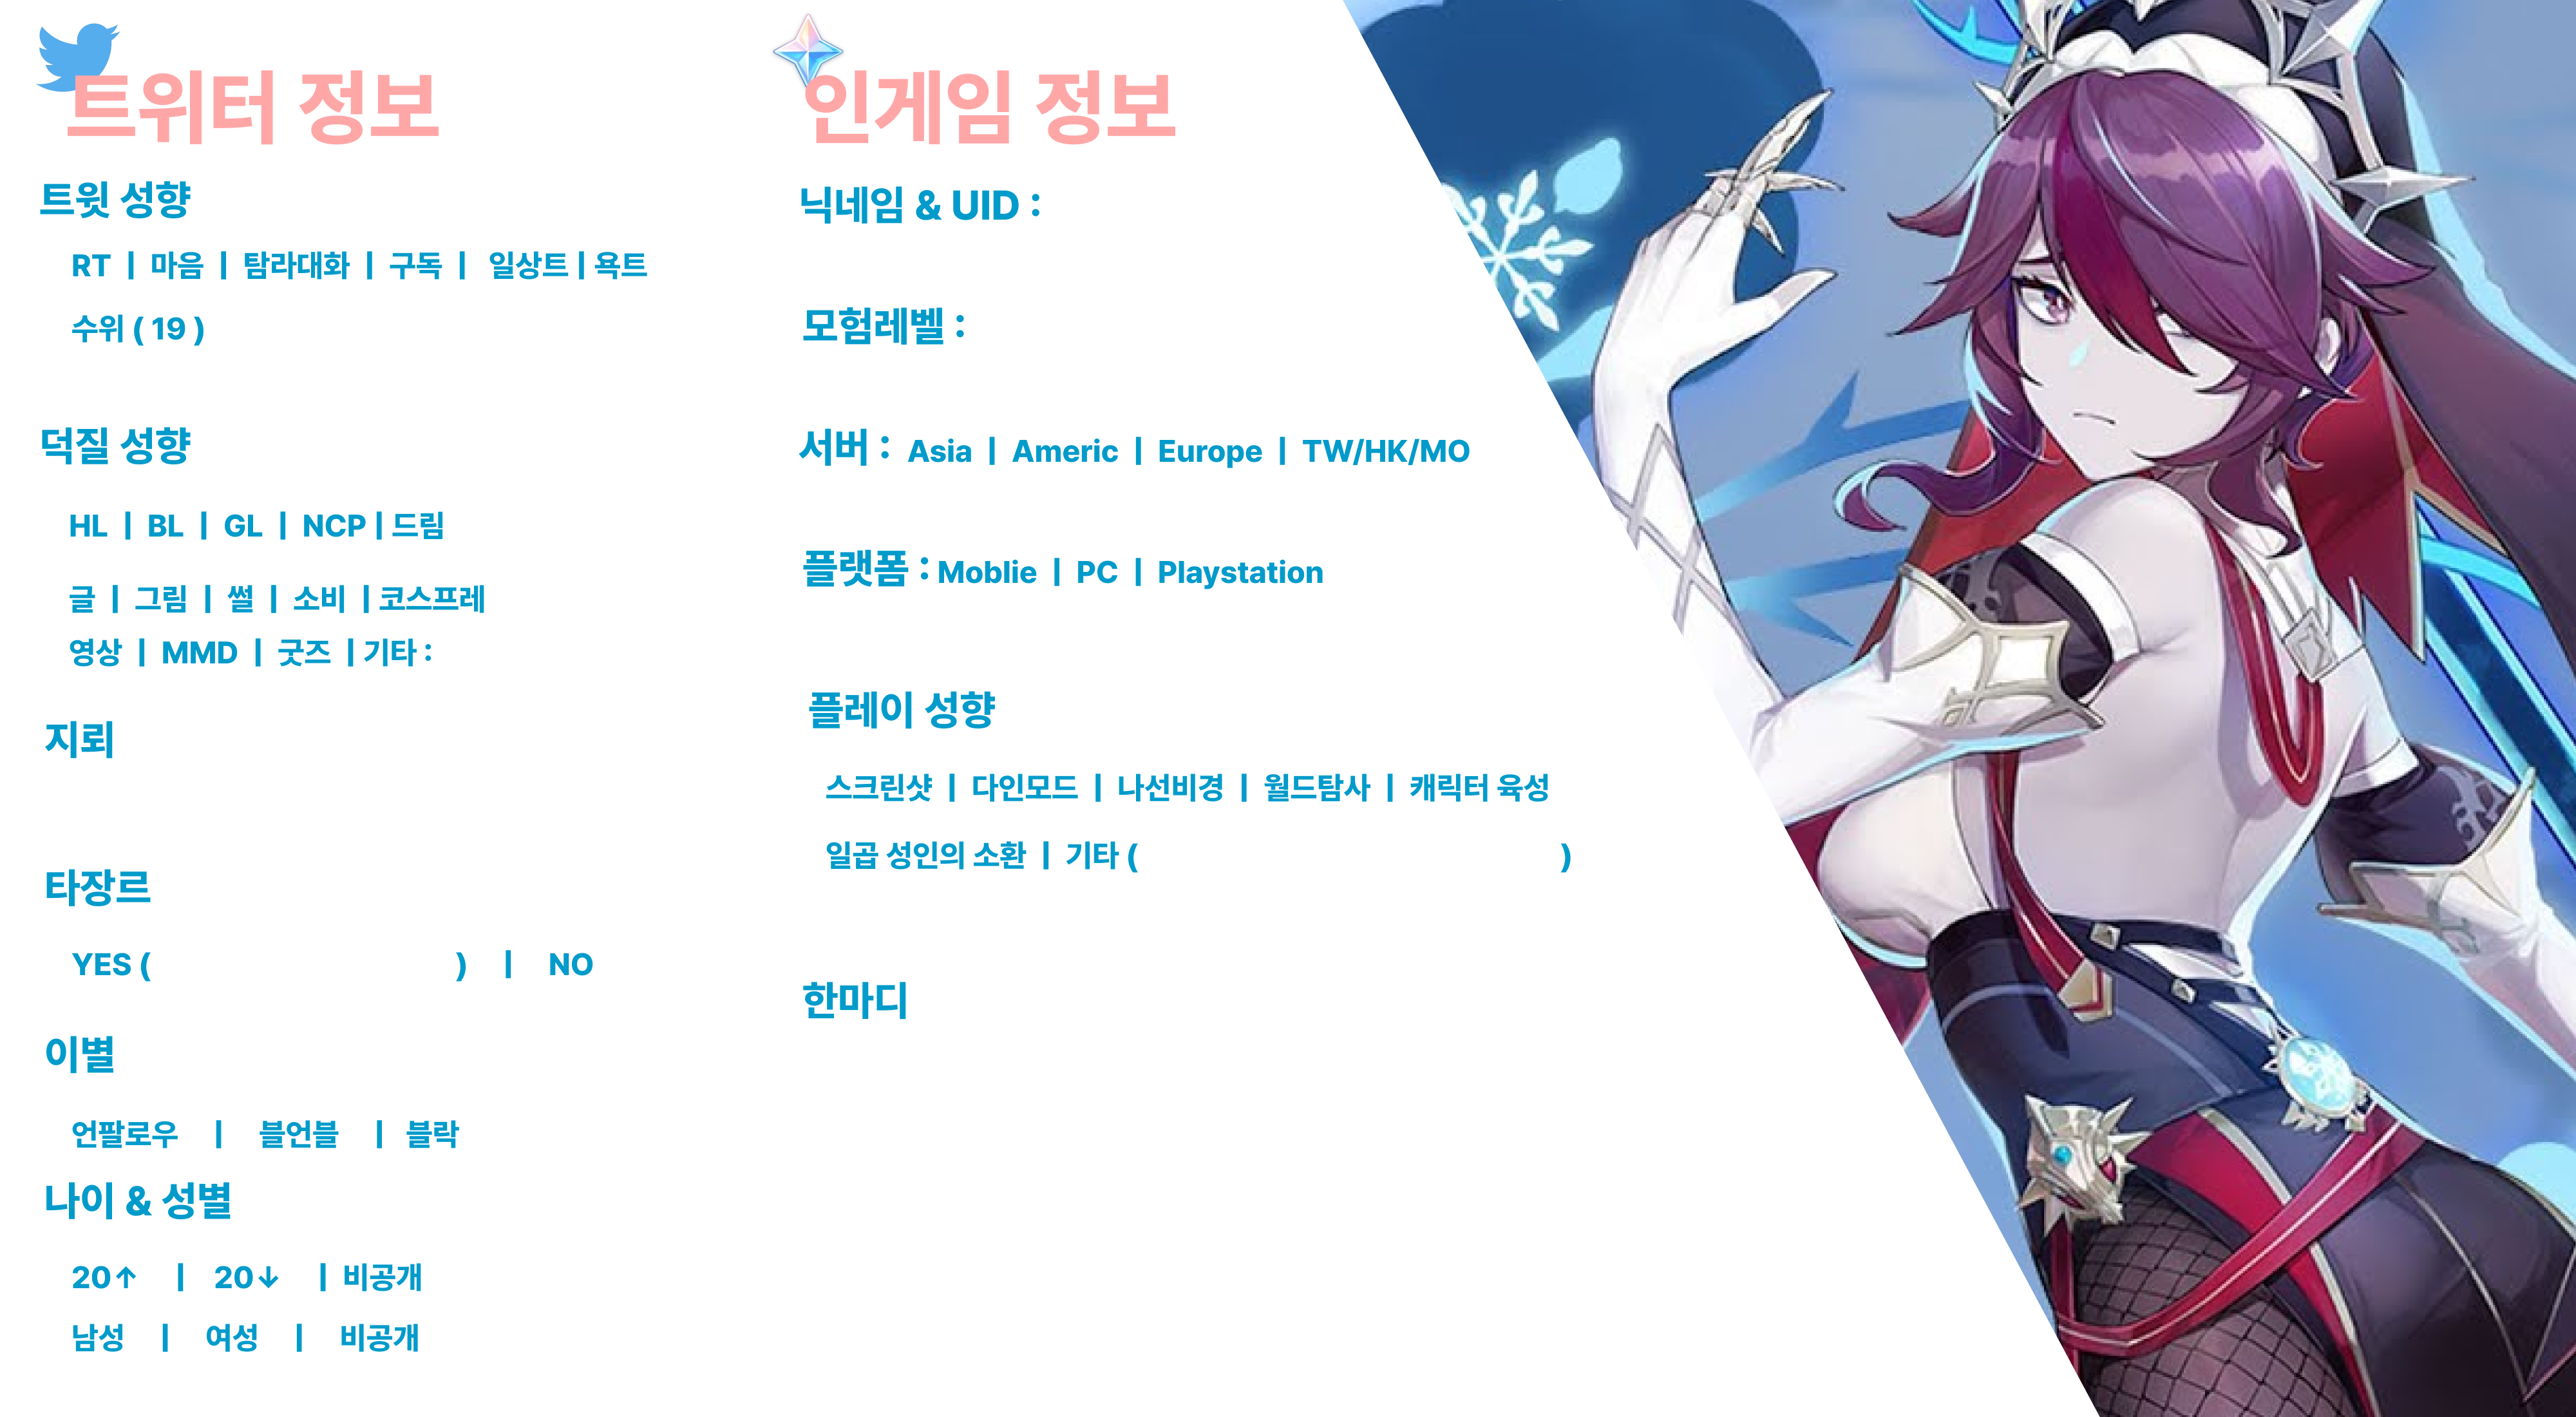 트위터 정보
트윗 성향
RT | 마음 | 탐라대화 | 구독 | 일상트 | 욕트
수위 ( 19 )
덕질 성향
HL | BL | GL | NCP | 드림
글 | 그림 | 썰 | 소비 | 코스프레
영상 | MMD | 굿즈 | 기타 :
지뢰
타장르
YES ( ) | NO
이별
언팔로우 | 블언블 | 블락
나이 & 성별
20↑ | 20↓ | 비공개
남성 | 여성 | 비공개
인게임 정보
닉네임 & UID :
모험레벨 :
서버 : Asia | Americ | Europe | TW/HK/MO
플랫폼 : Moblie | PC | Playstation
플레이 성향
스크린샷 | 다인모드 | 나선비경 | 월드탐사 | 캐릭터 육성
일곱 성인의 소환 | 기타 ( )
한마디